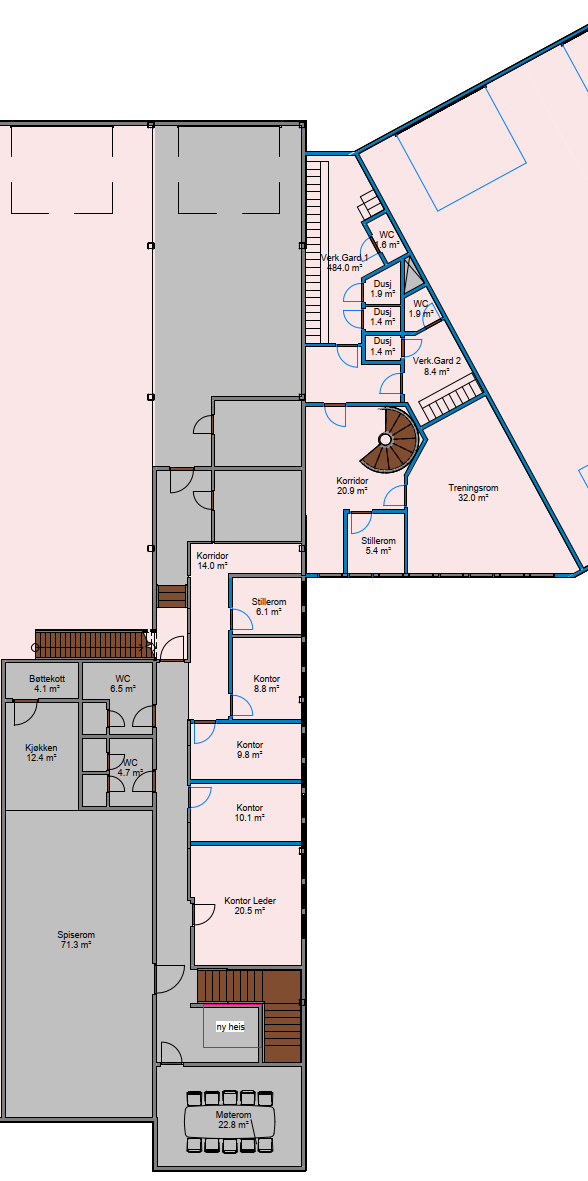 WC
1.6 m²
Verk.Gard 1
484.0 m²
Dusj
1.9 m²
WC
1.9 m²
Dusj
1.4 m²
Dusj
1.4 m²
Verk.Gard 2
8.4 m²
Korridor
20.9 m²
Treningsrom
32.0 m²
Stillerom
5.4 m²
Korridor
14.0 m²
Stillerom
6.1 m²
Bøttekott
4.1 m²
WC
6.5 m²
Kontor
8.8 m²
Kjøkken
12.4 m²
WC
4.7 m²
Kontor
9.8 m²
Kontor
10.1 m²
Kontor Leder
20.5 m²
Spiserom
71.3 m²
ny heis
Møterom
22.8 m²